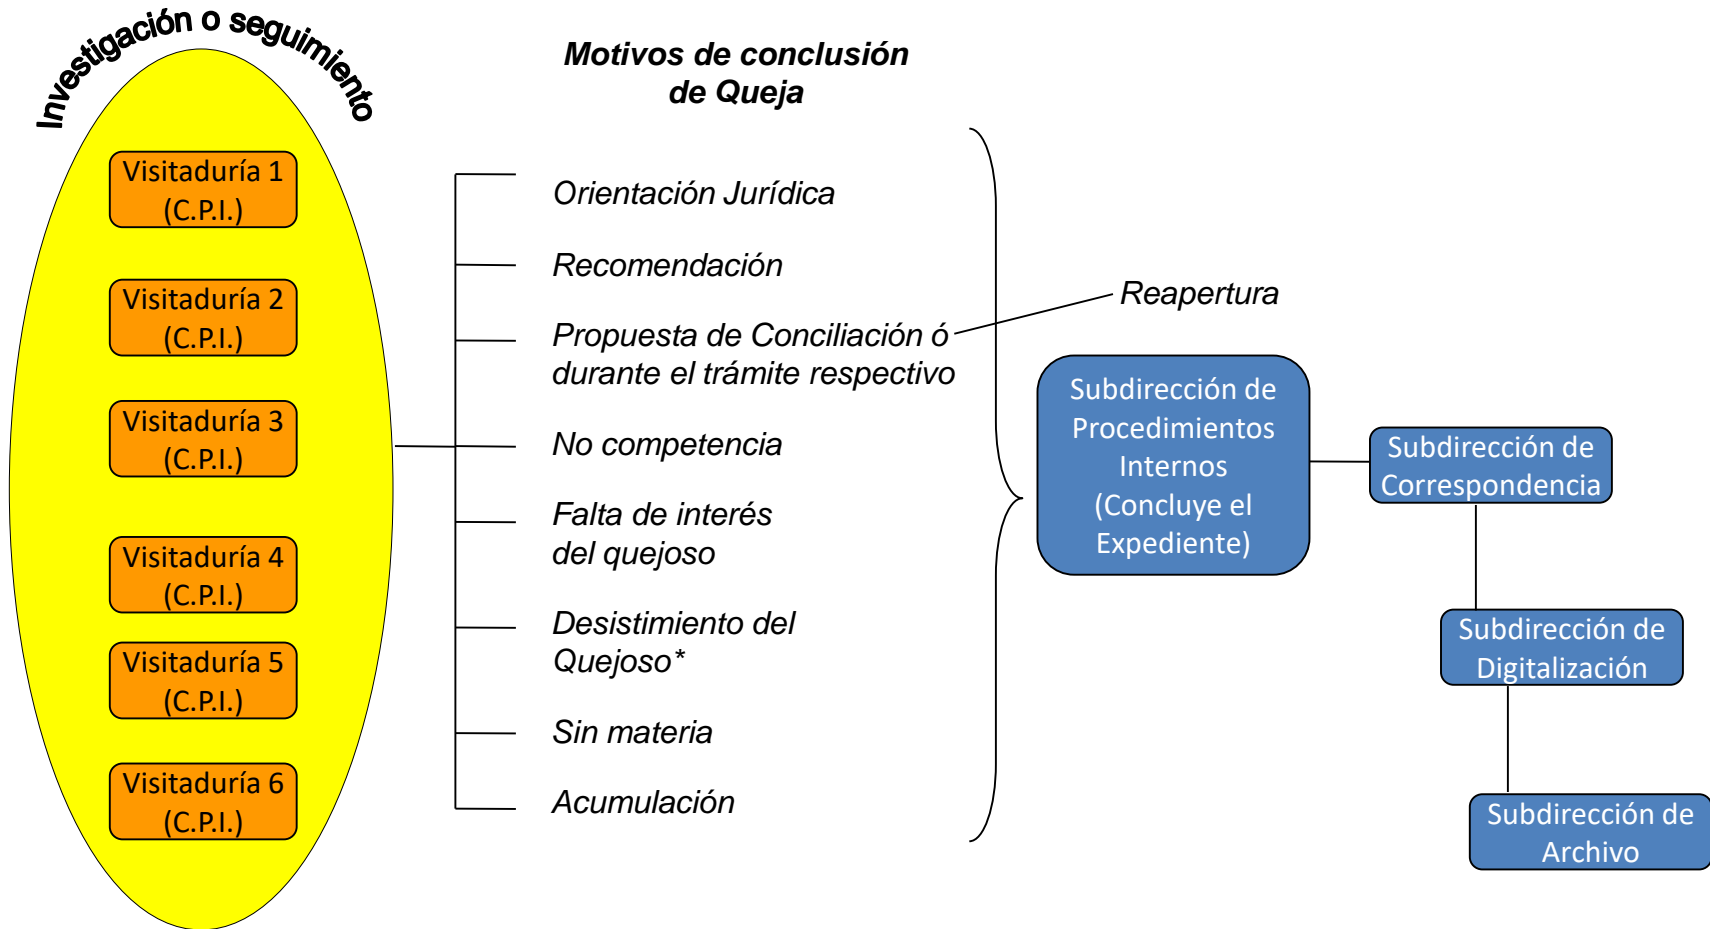 Investigación o seguimiento
Visitaduría 1
(C.P.I.)
Visitaduría 2
(C.P.I.)
Visitaduría 3
(C.P.I.)
Visitaduría 4
(C.P.I.)
Visitaduría 5
(C.P.I.)
Visitaduría 6
(C.P.I.)
Motivos de conclusión
de Queja
Orientación Jurídica
Recomendación
Propuesta de Conciliación ó
durante el trámite respectivo
No competencia
Falta de interés
del quejoso
Desistimiento del
Quejoso*
Sin materia
Acumulación
Reapertura
Subdirección de
Procedimientos
Internos
(Concluye el
Expediente)
Subdirección de
Correspondencia
Subdirección de
Digitalización
Subdirección de
Archivo